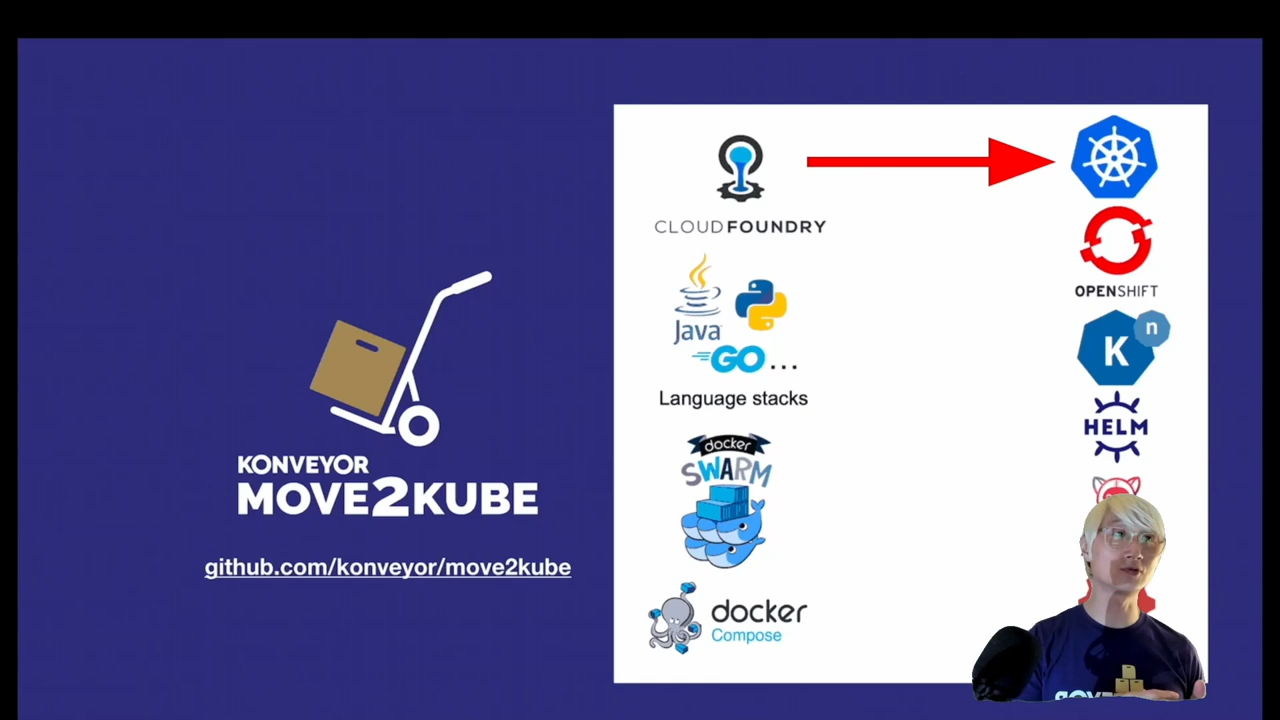 KONVEYOR
MOVE2KUBE
github.com/konveyor/move2kube
CLOUDFOUNDRY
Java
GO...
Language stacks
docker
SWARM
docker
Compose
OPENSHIFT
K
n
HELM